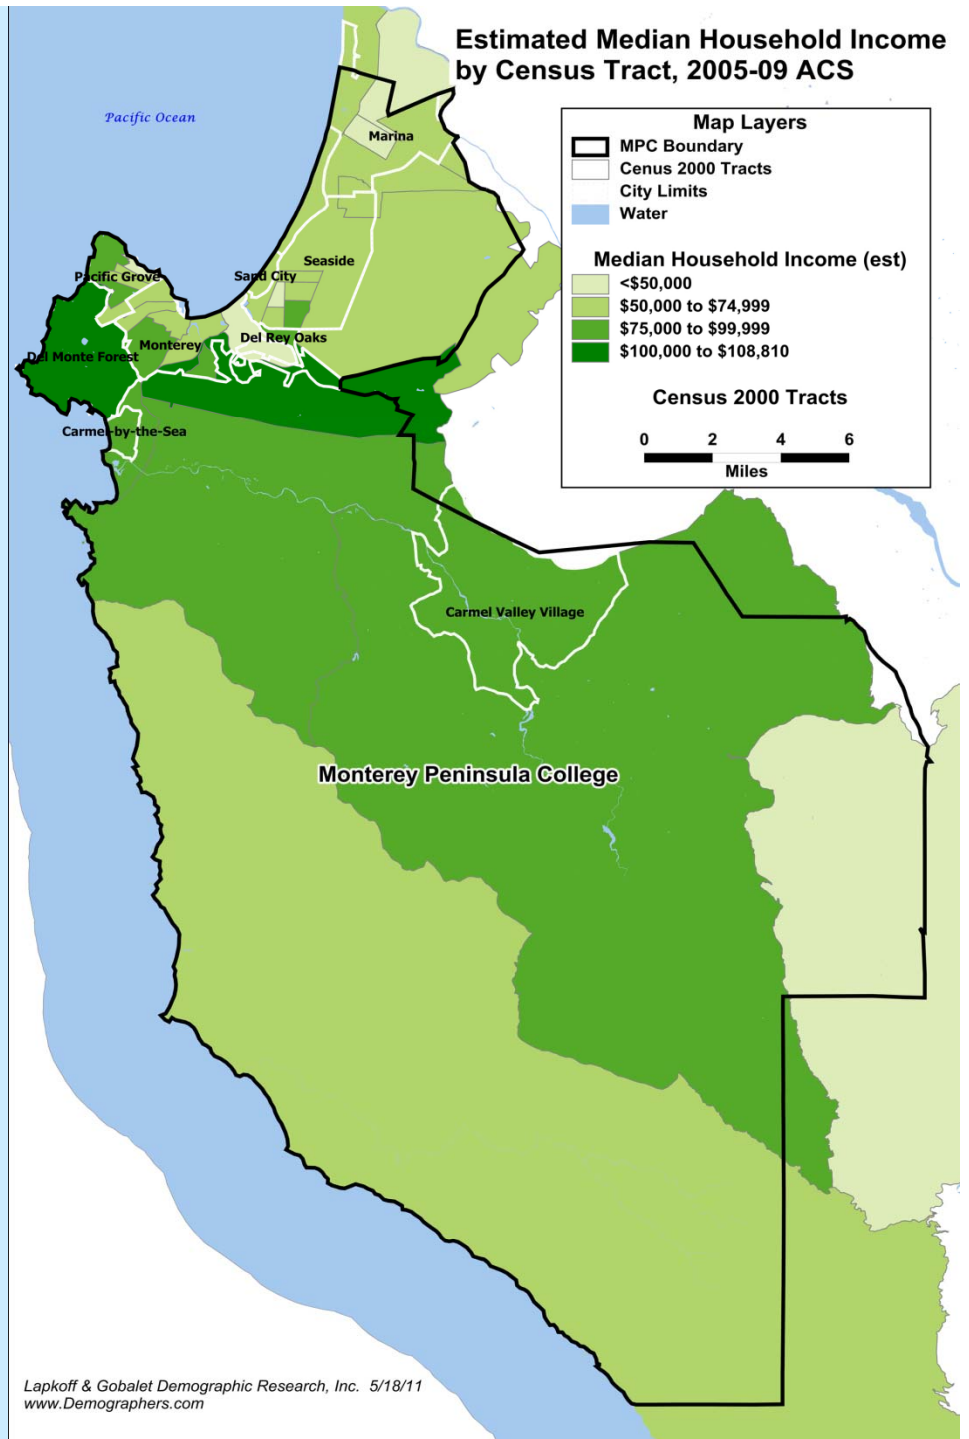 Estimated Median Household Income
by Census Tract, 2005-09 ACS
Pacific Ocean
Map Layers
MPC Boundary
Cenus 2000 Tracts
City Limits
Water
Median Household Income (est)
<$50,000
$50,000 to $74,999
$75,000 to $99,999
$100,000 to $108,810
Census 2000 Tracts
0 2 4 6
Miles
Marina
Seaside
Sand City
Pacific Grove
Del Rey Oaks
Monterey
Del Monte Forest
Carmel-by-the-Sea
Carmel Valley Village
Monterey Peninsula College
Lapkoff & Gobalet Demographic Research, Inc. 5/18/11
www.Demographers.com